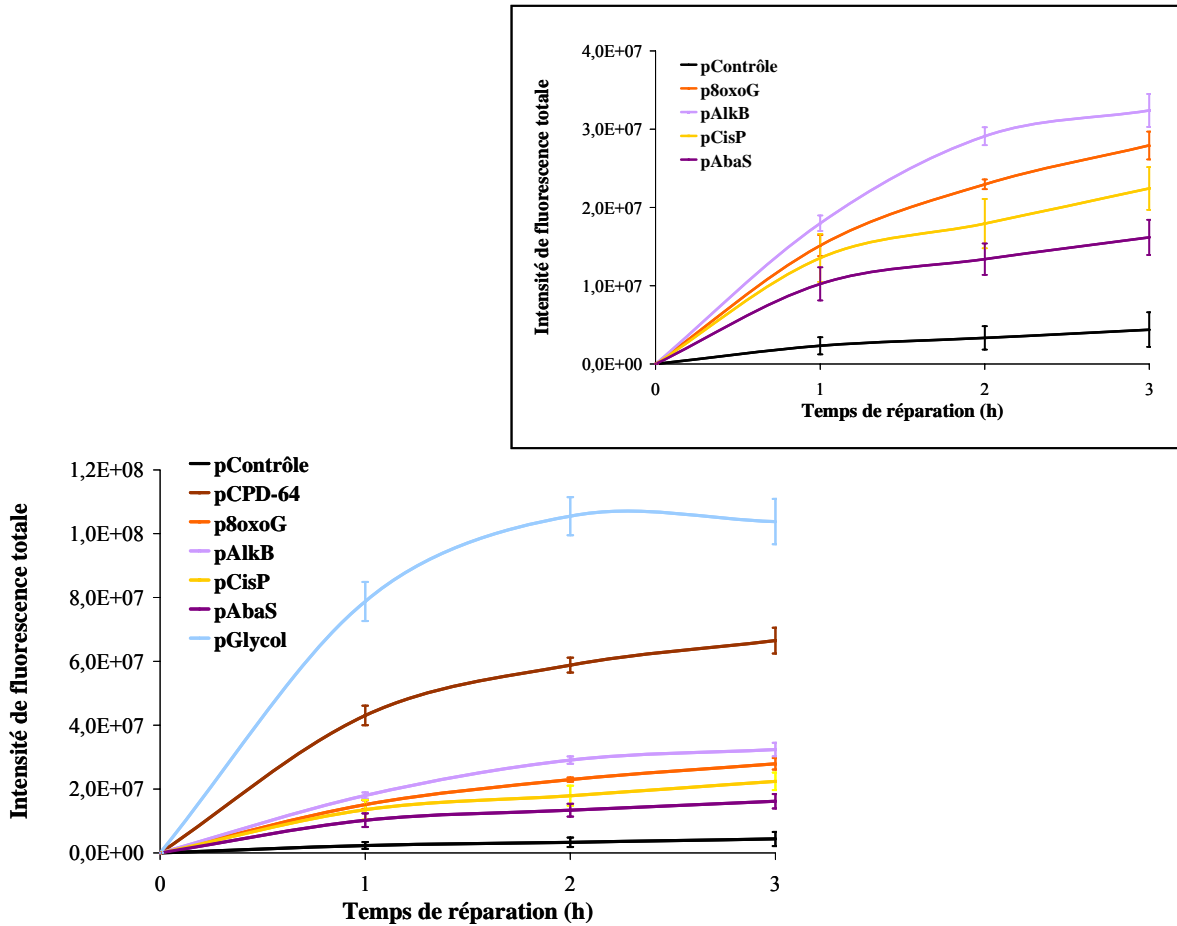 4,0E+07
3,0E+07
2,0E+07
1,0E+07
0,0E+00
Intensité de fluorescence totale
pContrôle
p8oxoG
pAlkB
pCisP
pAbaS
0 1 2 3
Temps de réparation (h)
1,2E+08
1,0E+08
8,0E+07
6,0E+07
4,0E+07
2,0E+07
0,0E+00
Intensité de fluorescence totale
pContrôle
pCPD-64
p8oxoG
pAlkB
pCisP
pAbaS
pGlycol
0 1 2 3
Temps de réparation (h)